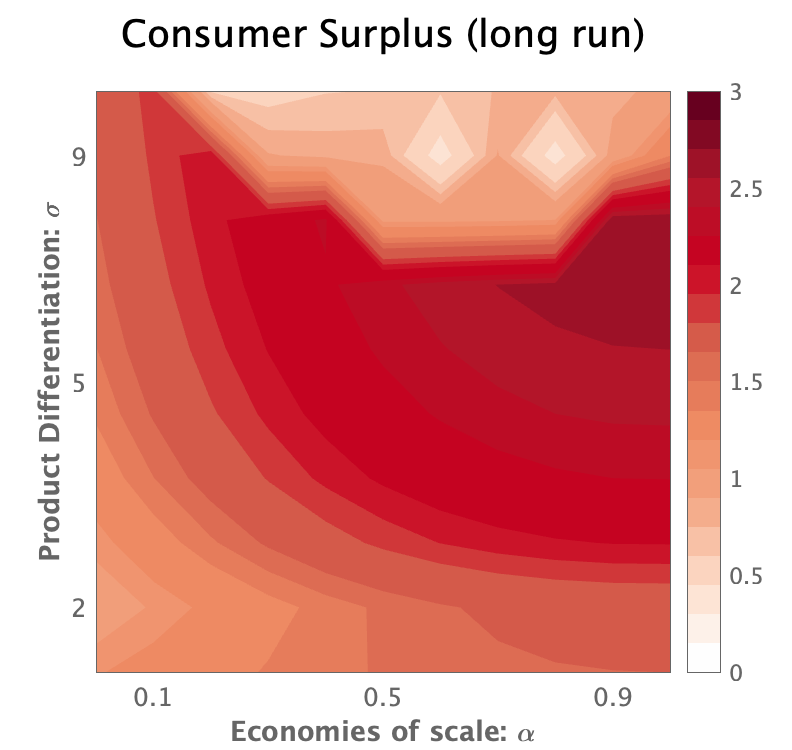 Consumer Surplus (long run)
3
2.5
2
1.5
1
0.5
0
Product Differentiation: σ
9
5
2
0.1 0.5 0.9
Economies of scale: α